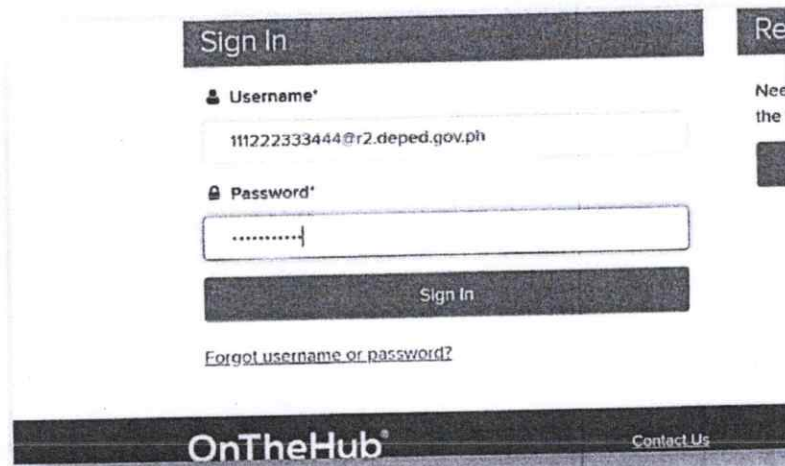 Sign In
Username*
111222333444@r2.deped.gov.ph
Password*
Sign In
Forgot username or password?
OnTheHub®
Contact Us
Re
Nee
the